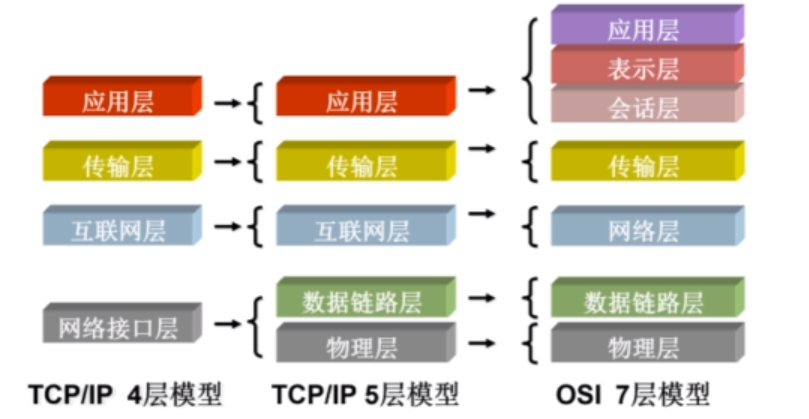 应用层
表示层
会话层
应用层
应用层
传输层
传输层
传输层
互联网层
互联网层
网络层
网络接口层
数据链路层
数据链路层
物理层
物理层
TCP/IP 4层模型
TCP/IP 5层模型
OSI 7层模型